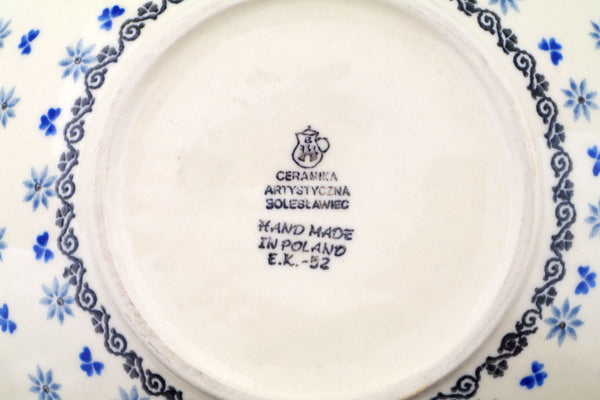 CERAMIKA
ARTYSTYCZNA
BOLESŁAWIEC
HAND MADE
IN POLAND
E.K.-52